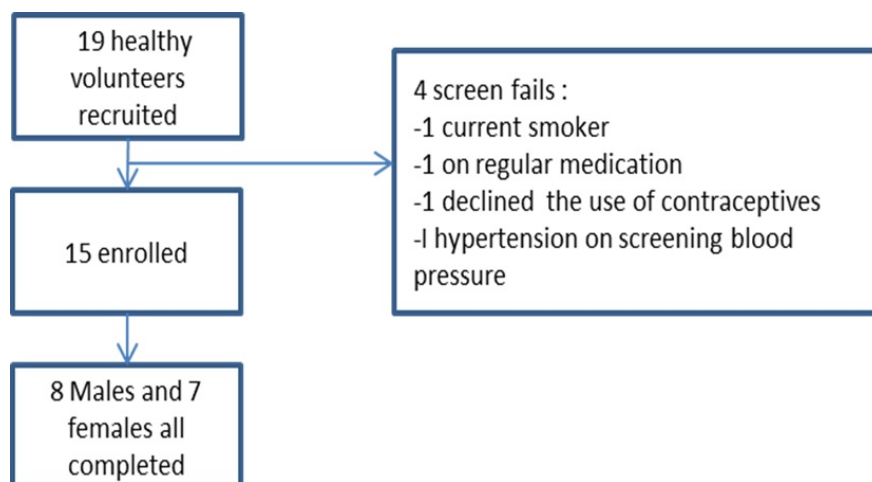 19 healthy
volunteers
recruited
4 screen fails :
-1 current smoker
-1 on regular medication
-1 declined  the use of contraceptives
-I hypertension on screening blood
pressure
15 enrolled
8 Males and 7
females all
completed